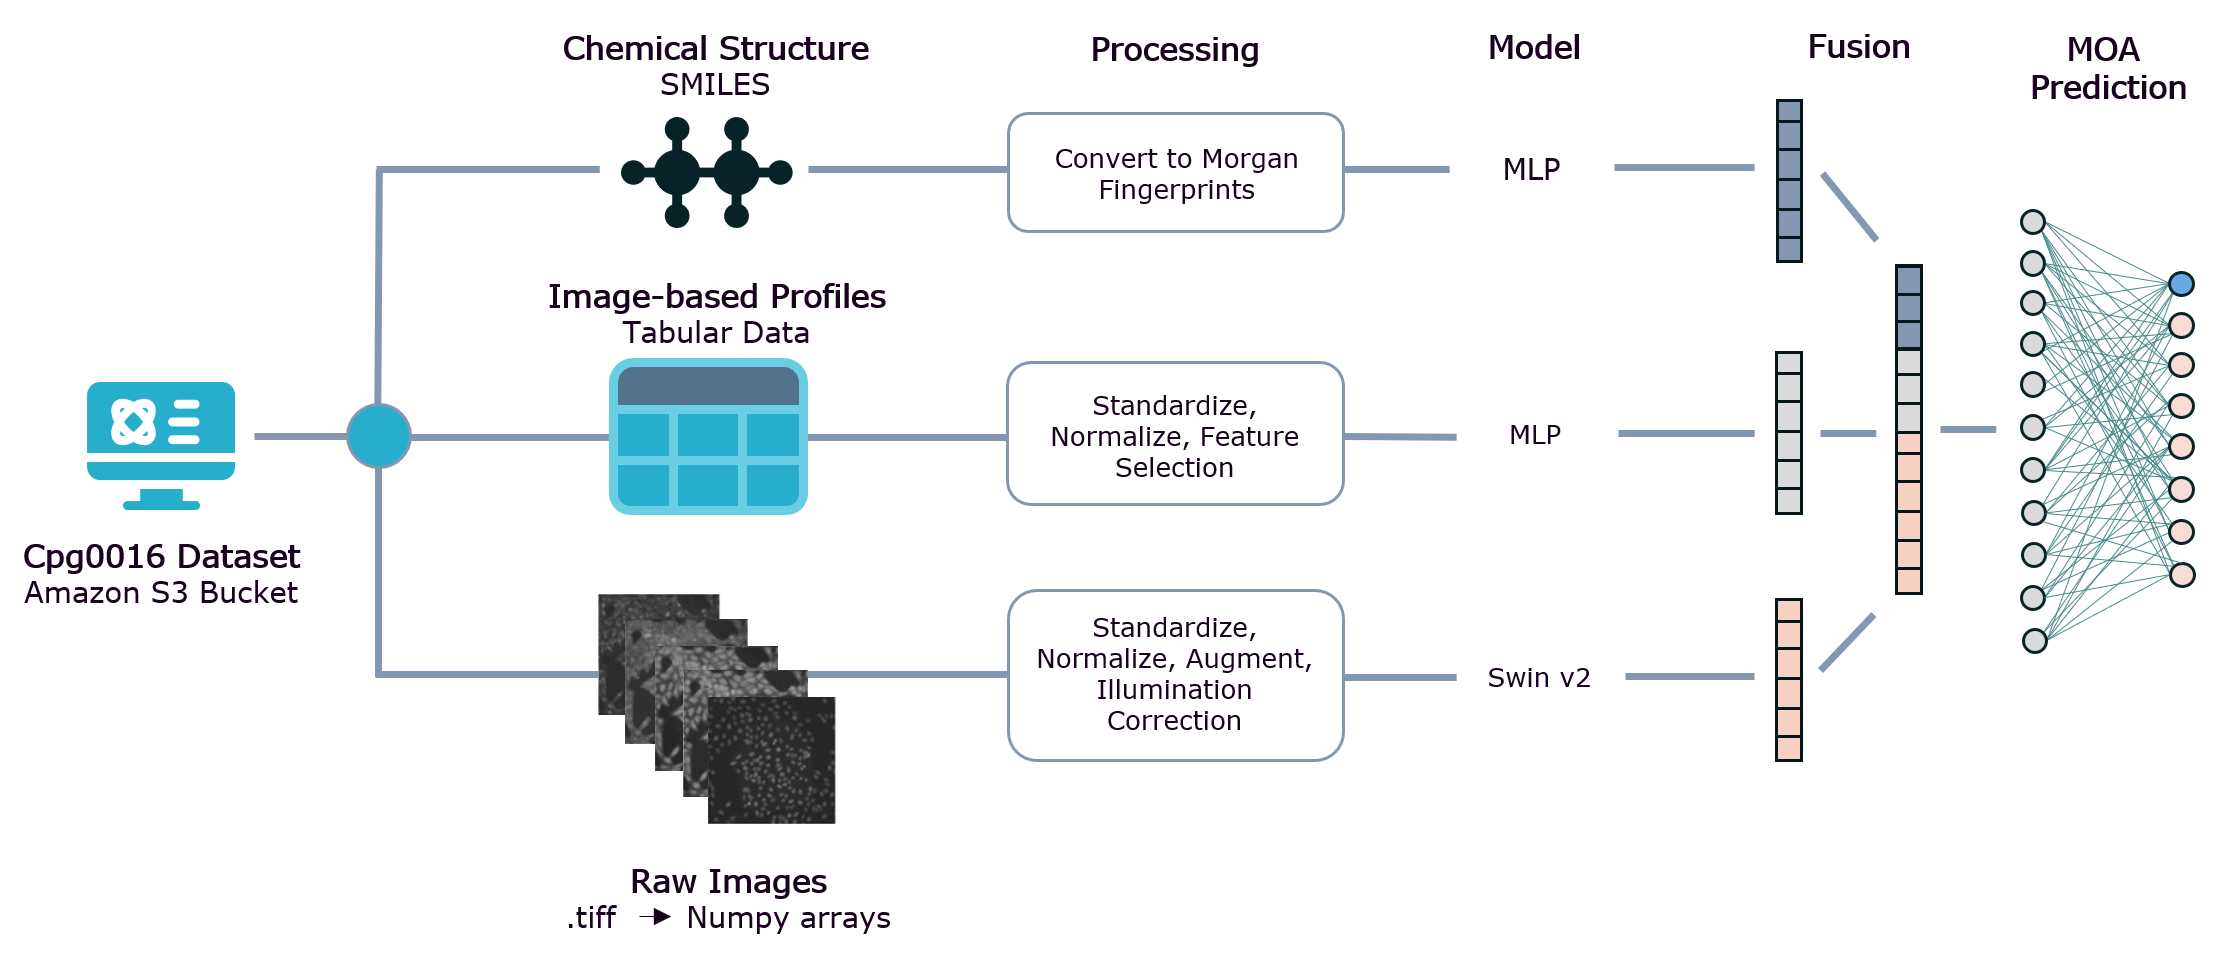 Chemical Structure
SMILES
Processing
Model
Fusion
MOA
Prediction
Convert to Morgan
Fingerprints
MLP
Image-based Profiles
Tabular Data
Standardize,
Normalize, Feature
Selection
MLP
Cpg0016 Dataset
Amazon S3 Bucket
Standardize,
Normalize, Augment,
Illumination
Correction
Swin v2
Raw Images
.tiff → Numpy arrays